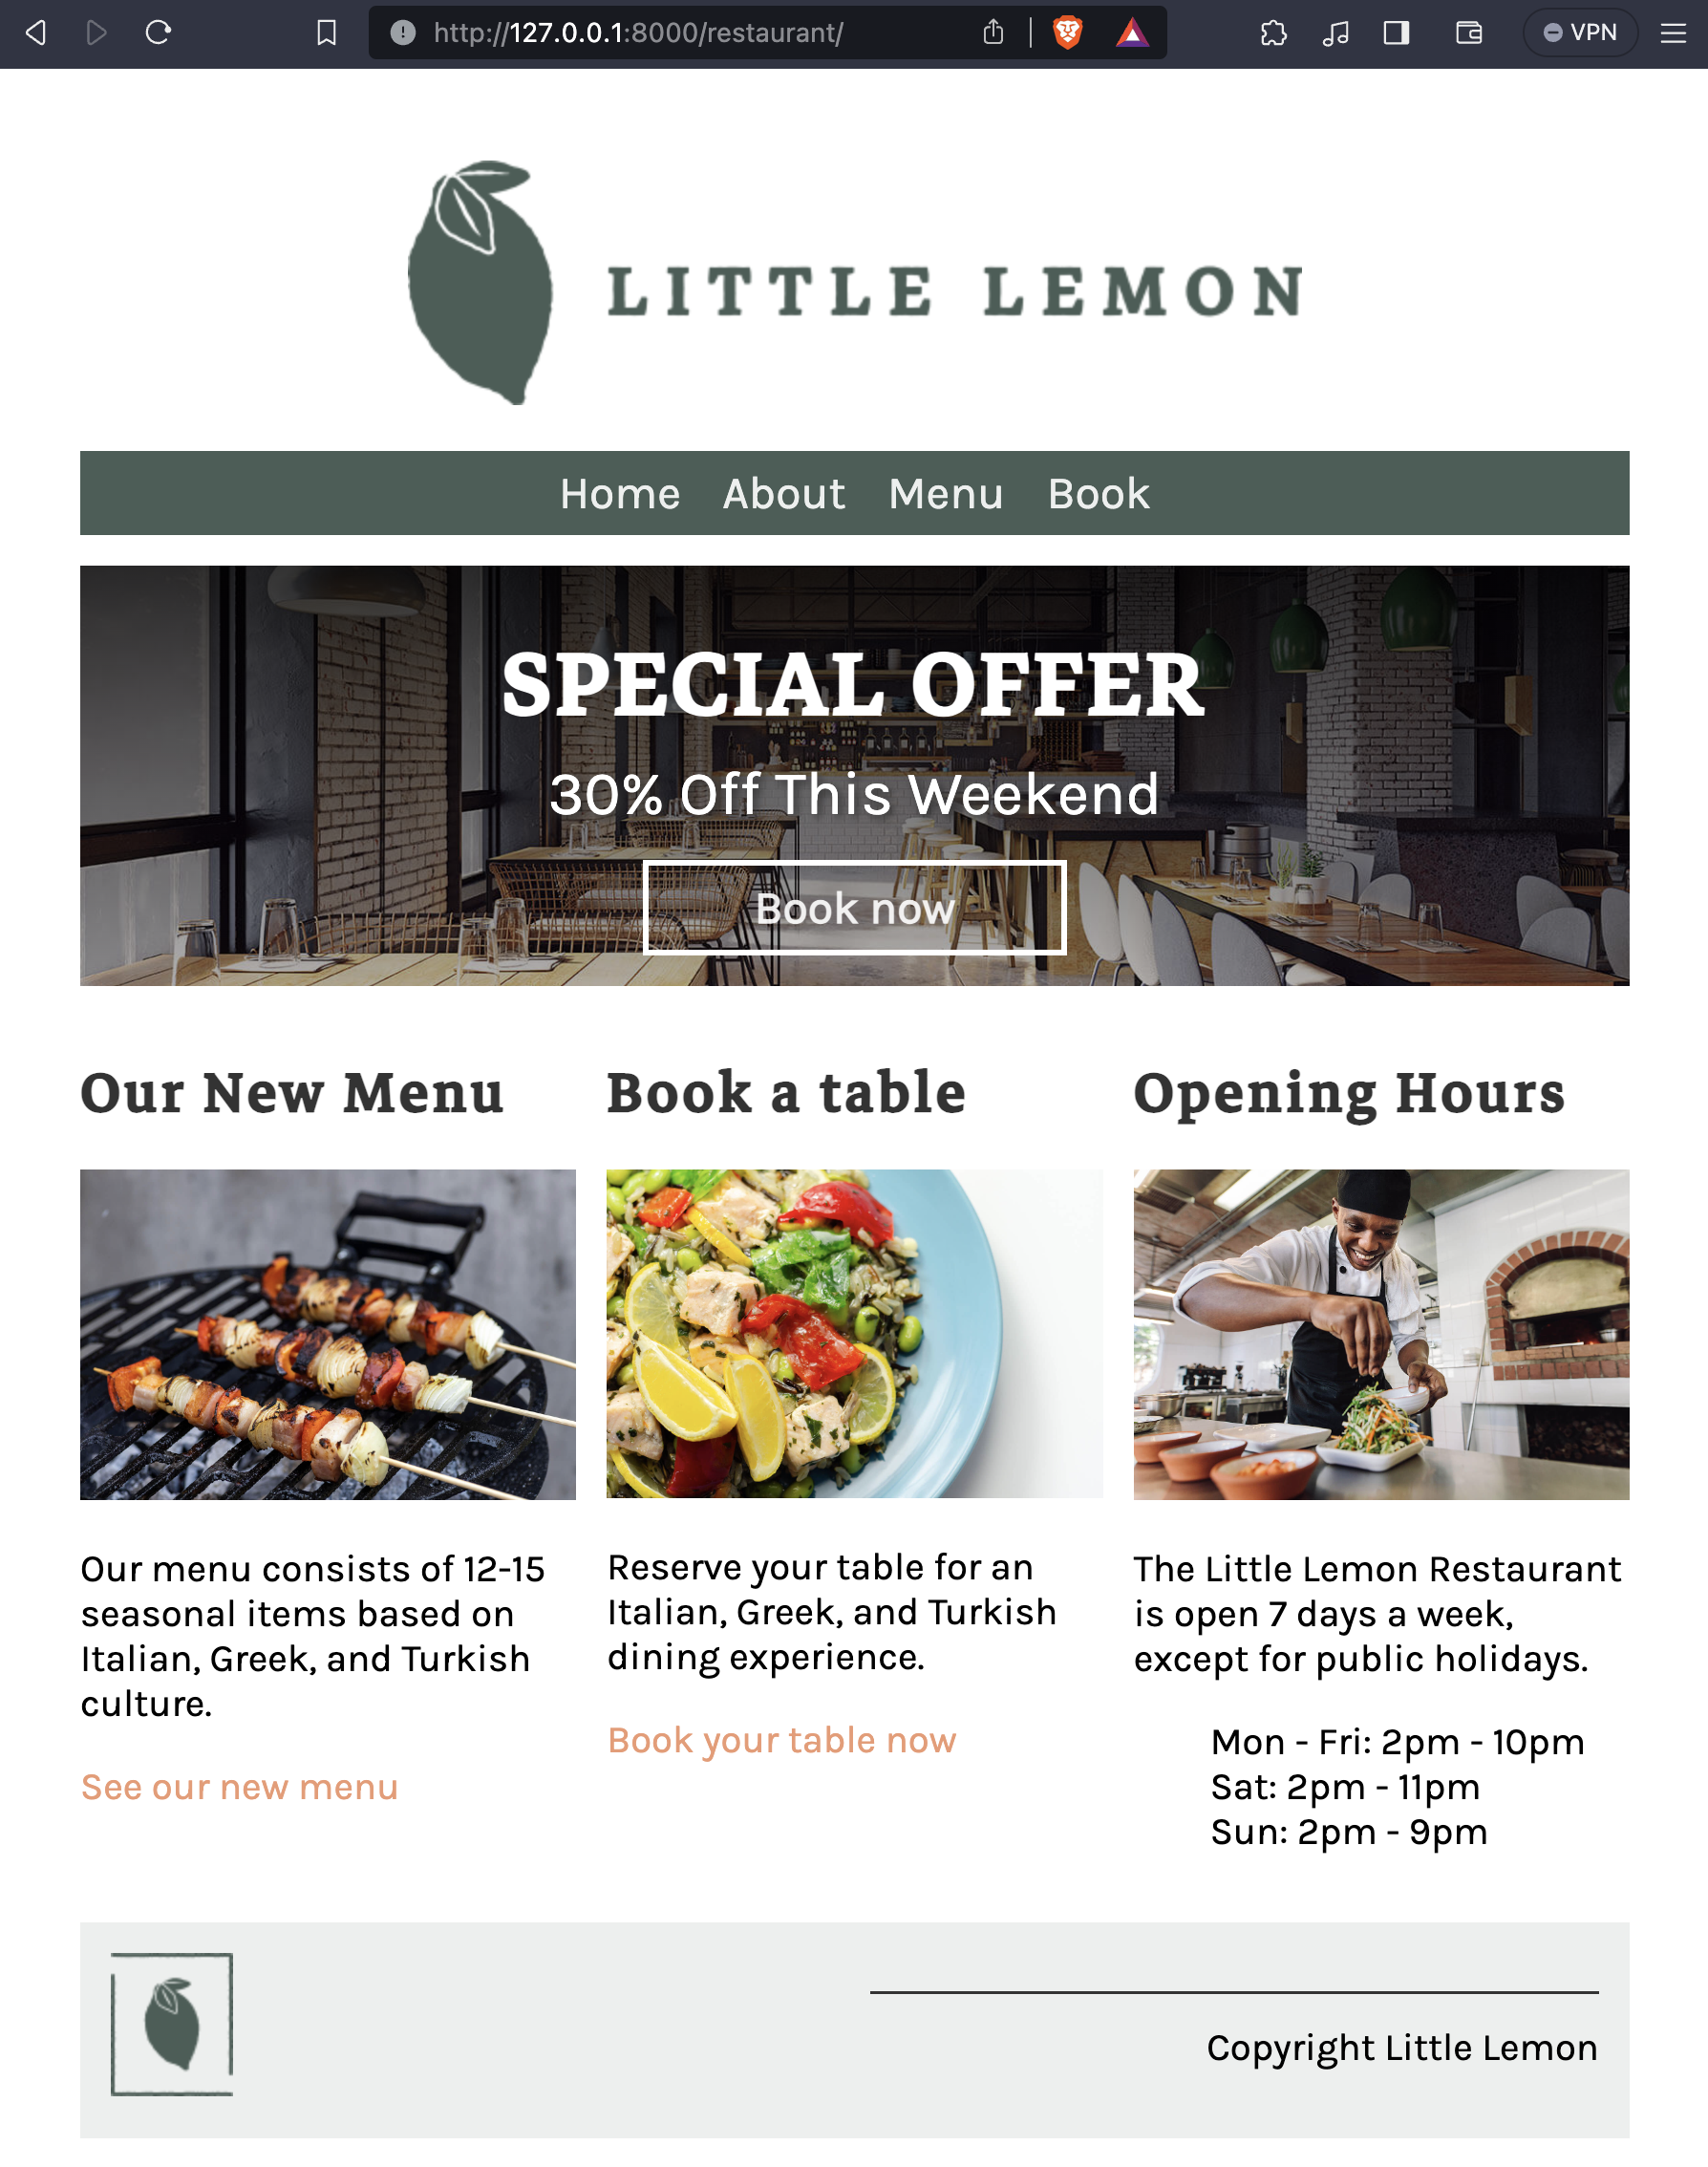 http://127.0.0.1:8000/restaurant/
VPN
LITTLE LEMON
Home About Menu Book
SPECIAL OFFER
30% Off This Weekend
Book now
Our New Menu
Our menu consists of 12-15
seasonal items based on
Italian, Greek, and Turkish
culture.
See our new menu
Book a table
Reserve your table for an
Italian, Greek, and Turkish
dining experience.
Book your table now
Opening Hours
The Little Lemon Restaurant
is open 7 days a week,
except for public holidays.
Mon - Fri: 2pm - 10pm
Sat: 2pm - 11pm
Sun: 2pm - 9pm
Copyright Little Lemon